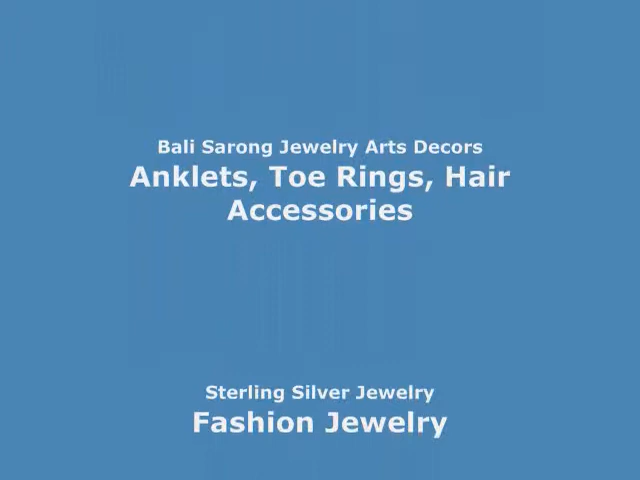 Bali Sarong Jewelry Arts Decors
Anklets, Toe Rings, Hair
Accessories
Sterling Silver Jewelry
Fashion Jewelry